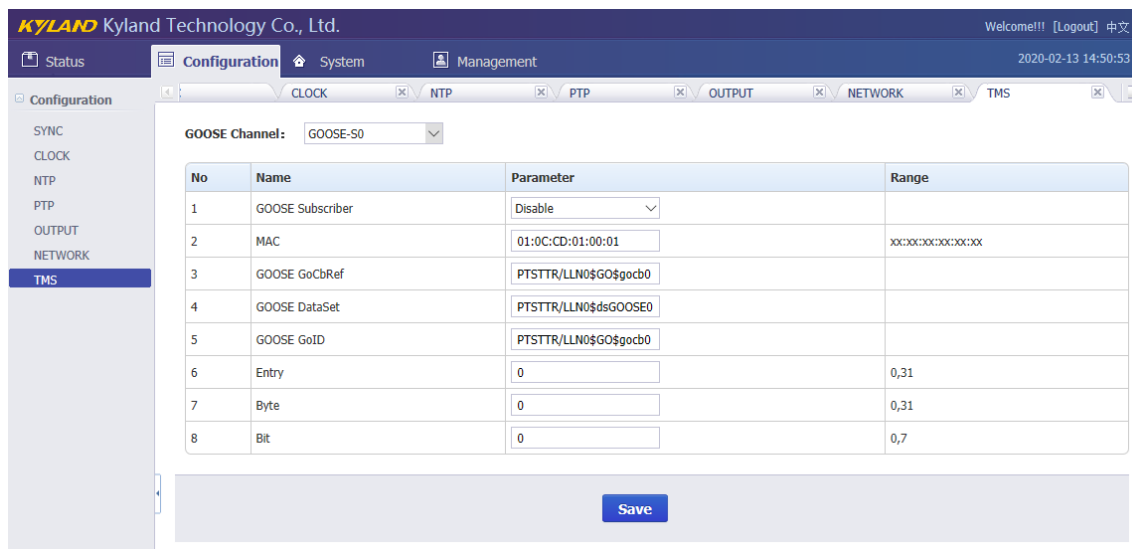 KYLAND Kyland Technology Co., Ltd.
Welcome!!! [Logout] 中文
Status
Configuration
System
Management
2020-02-13 14:50:53
Configuration
SYNC
CLOCK
NTP
PTP
OUTPUT
NETWORK
TMS
CLOCK NTP PTP OUTPUT NETWORK TMS
GOOSE Channel: GOOSE-S0
No Name Parameter Range
1 GOOSE Subscriber Disable
2 MAC 01:0C:CD:01:00:01 xx:xx:xx:xx:xx:xx
3 GOOSE GoCbRef PTSTTR/LLN0$GO$gocb0
4 GOOSE DataSet PTSTTR/LLN0$dsGOOSE0
5 GOOSE GoID PTSTTR/LLN0$GO$gocb0
6 Entry 0 0,31
7 Byte 0 0,31
8 Bit 0 0,7
Save